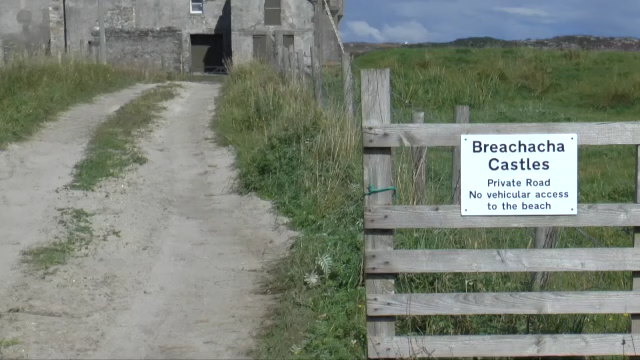 Breachacha
Castles
Private Road
No vehicular access
to the beach